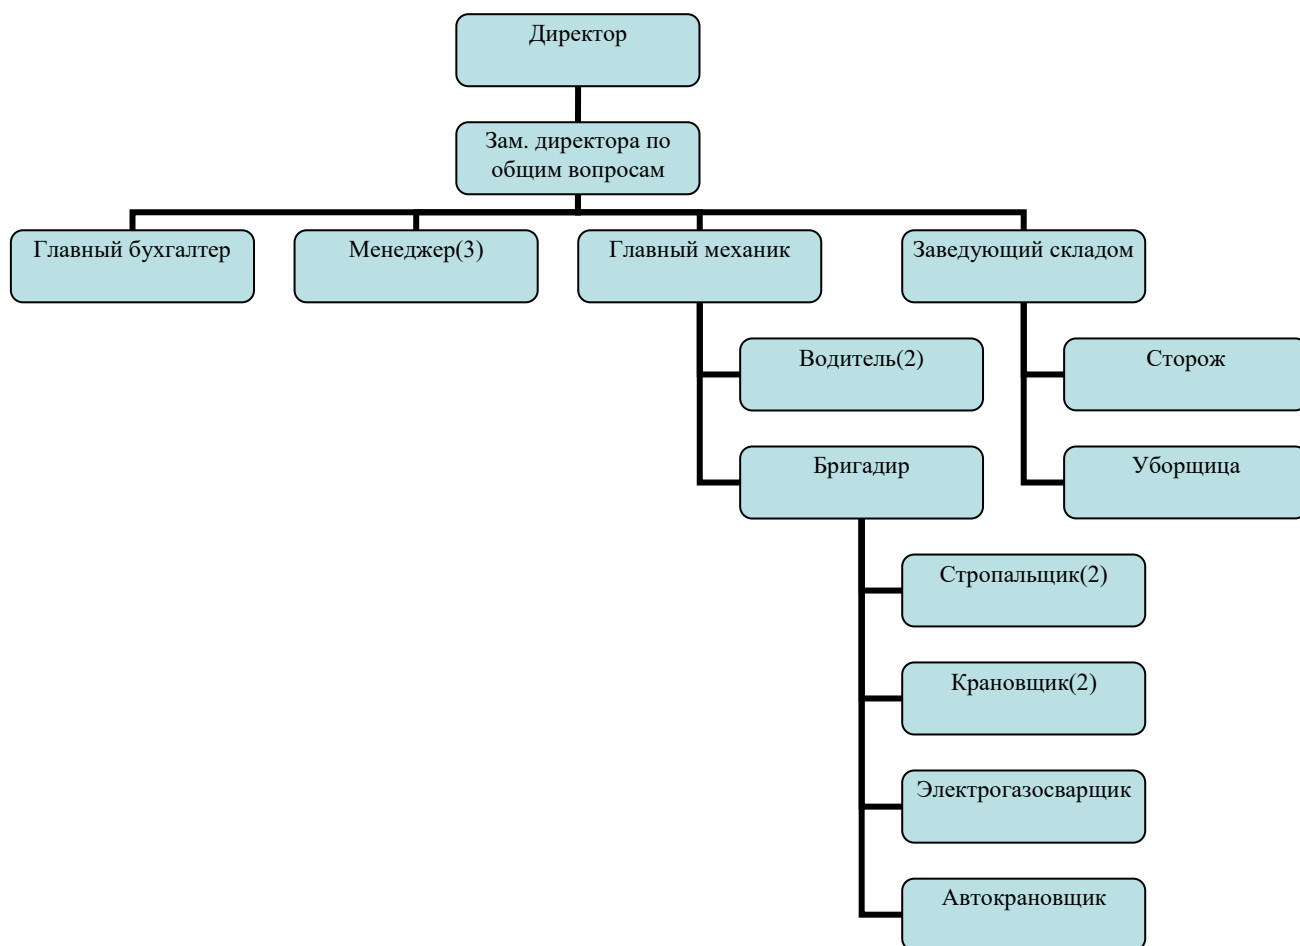 Директор
Зам. директора по
общим вопросам
Главный бухгалтер
Менеджер(3)
Главный механик
Заведующий складом
Водитель(2)
Сторож
Бригадир
Уборщица
Стропальщик(2)
Крановщик(2)
Электрогазосварщик
Автокрановщик